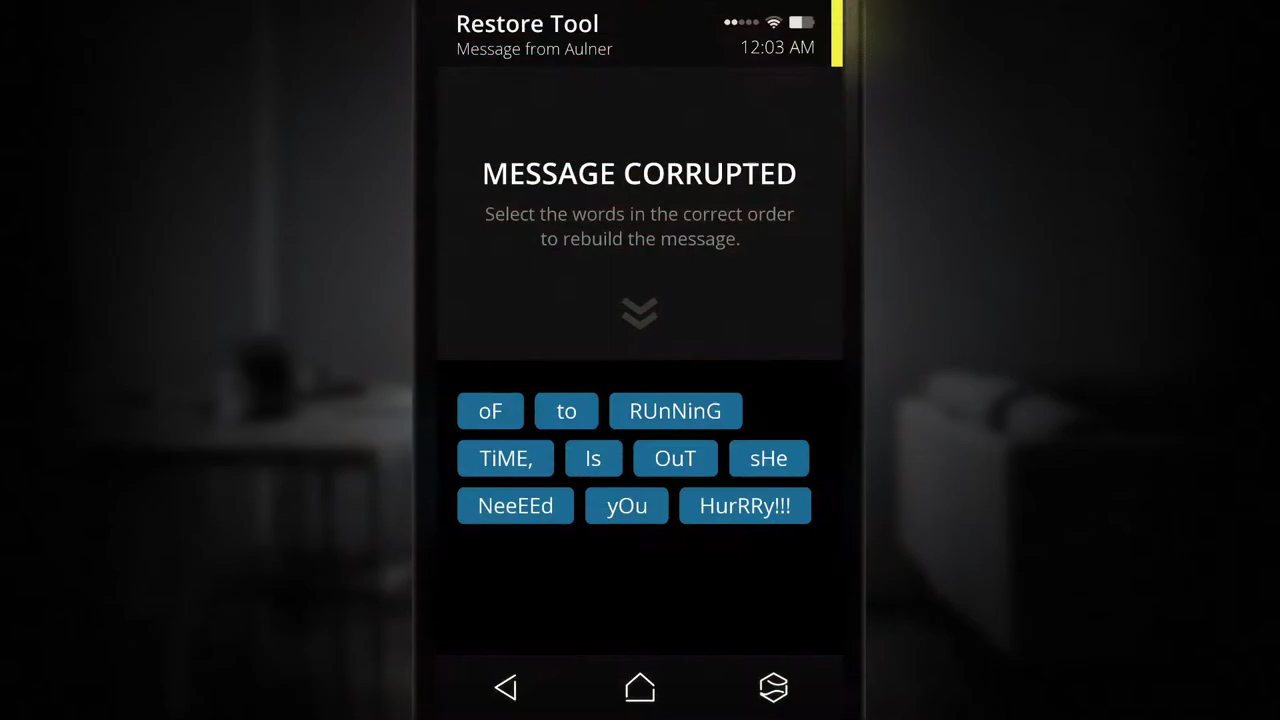 Restore Tool
Message from Aulner
12:03 AM
MESSAGE CORRUPTED
Select the words in the correct order
to rebuild the message.
oF to RUnNinG
TiME, Is OuT sHe
NeeEEd yOu HurRRy!!!